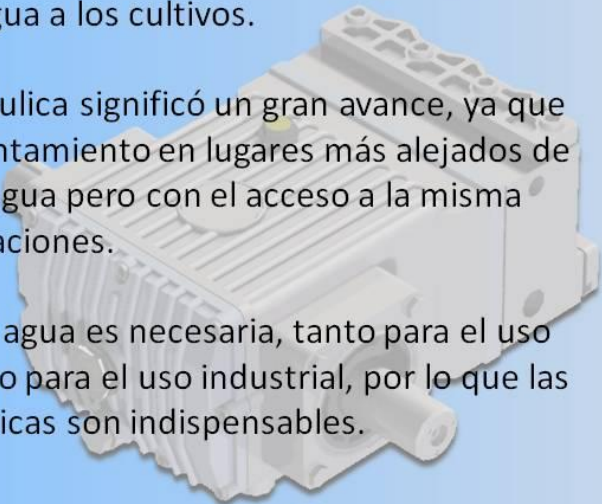 gua a los cultivos.
ulica significó un gran avance, ya que
ntamiento en lugares más alejados de
gua pero con el acceso a la misma
aciones.
agua es necesaria, tanto para el uso
o para el uso industrial, por lo que las
icas son indispensables.